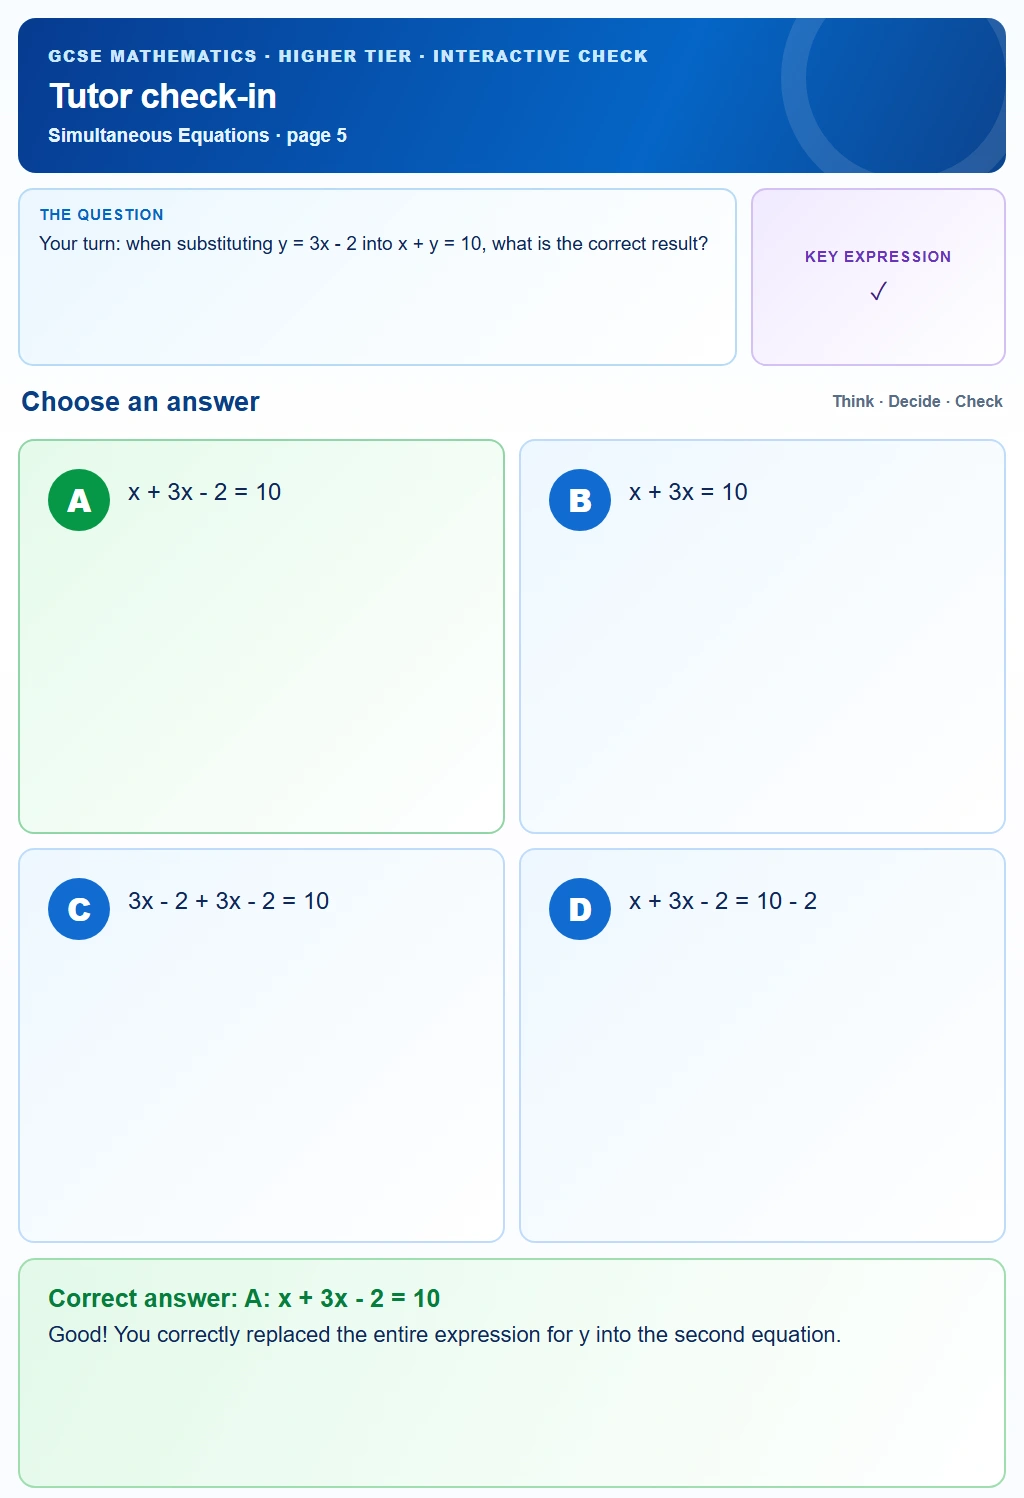 GCSE MATHEMATICS · HIGHER TIER · INTERACTIVE CHECK
Tutor check-in
Simultaneous Equations · page 5
THE QUESTION
Your turn: when substituting y = 3x - 2 into x + y = 10, what is the correct result?
KEY EXPRESSION
✓
Choose an answer
Think · Decide · Check
A
x + 3x - 2 = 10
B
x + 3x = 10
C
3x - 2 + 3x - 2 = 10
D
x + 3x - 2 = 10 - 2
Correct answer: A: x + 3x - 2 = 10
Good! You correctly replaced the entire expression for y into the second equation.